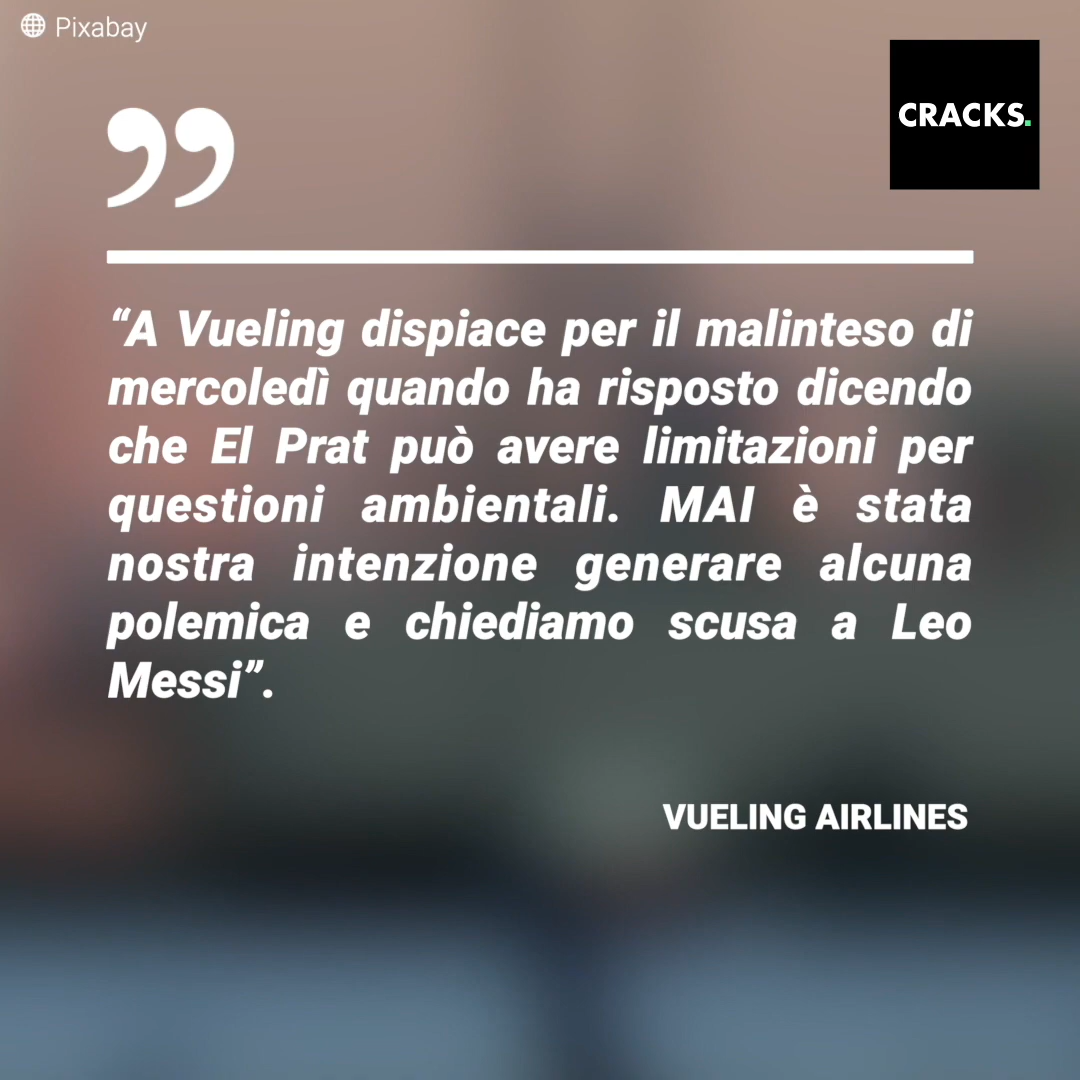 Pixabay
CRACKS.
”
“A Vueling dispiace per il malinteso di
mercoledì quando ha risposto dicendo
che El Prat può avere limitazioni per
questioni ambientali. MAI è stata
nostra intenzione generare alcuna
polemica e chiediamo scusa a Leo
Messi”.
VUELING AIRLINES